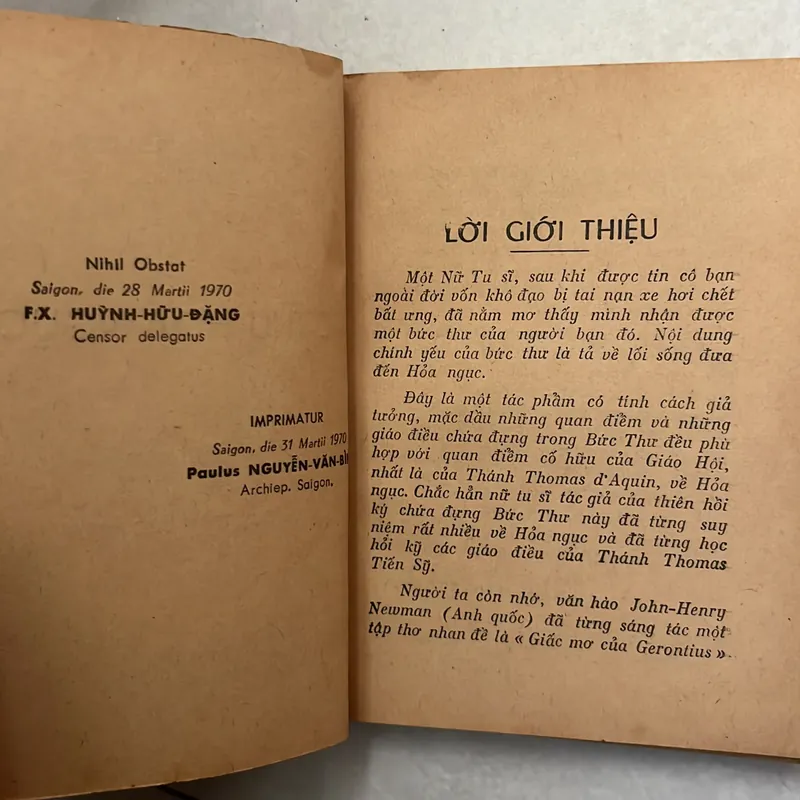 Nihil Obstat
Saigon, die 28 Martii 1970
F.X. HUỲNH-HỮU-ĐẶNG
Censor delegatus
IMPRIMATUR
Saigon, die 31 Martii 1970
Paulus NGUYỄN-VĂN-BÌ
Archiep. Saigon.
LỜI GIỚI THIỆU
Một Nữ Tu sĩ, sau khi được tin cô bạn
ngoài đời vốn khô đạo bị tai nạn xe hơi chết
bất ưng, đã nằm mơ thấy mình nhận được
một bức thư của người bạn đó. Nội dung
chính yếu của bức thư là tả về lối sống đưa
đến Hỏa ngục.
Đây là một tác phẩm có tính cách giả
tưởng, mặc dầu những quan điểm và những
giáo điều chứa đựng trong Bức Thư đều phù
hợp với quan điểm cố hữu của Giáo Hội,
nhất là của Thánh Thomas d'Aquin, về Hỏa
ngục. Chắc hẳn nữ tu sĩ tác giả của thiên hồi
ký chứa đựng Bức Thư này đã từng suy
niệm rất nhiều về Hỏa ngục và đã từng học
hỏi kỹ các giáo điều của Thánh Thomas
Tiến Sỹ.
Người ta còn nhớ, văn hào John-Henry
Newman (Anh quốc) đã từng sáng tác một
tập thơ nhan đề là « Giấc mơ của Gerontius ».